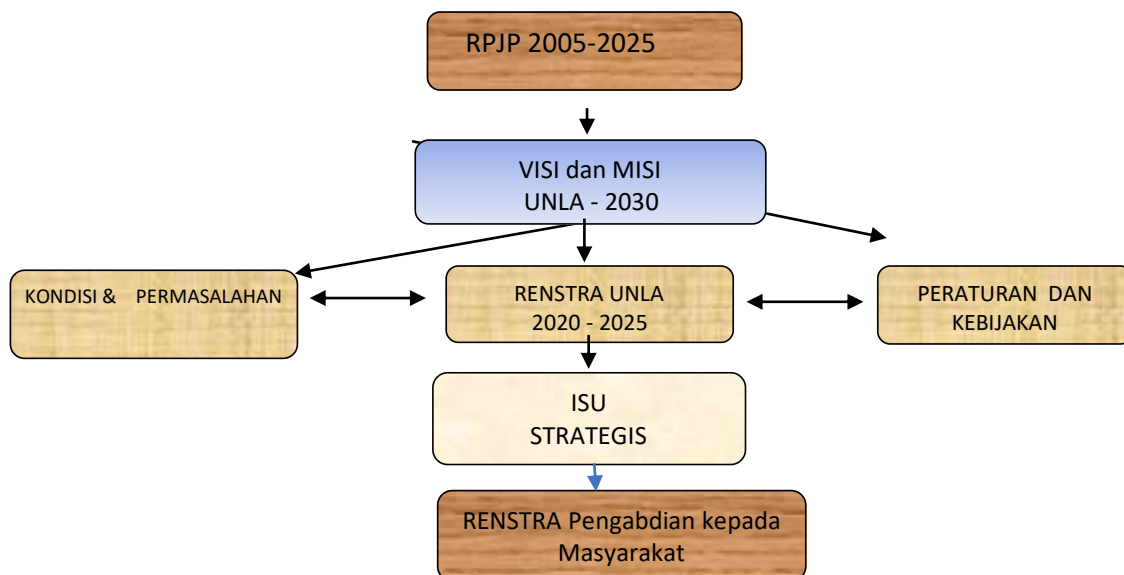 RPJP 2005-2025
VISI dan MISI
UNLA - 2030
KONDISI & PERMASALAHAN
RENSTRA UNLA
2020 - 2025
PERATURAN DAN
KEBIJAKAN
ISU
STRATEGIS
RENSTRA Pengabdian kepada
Masyarakat